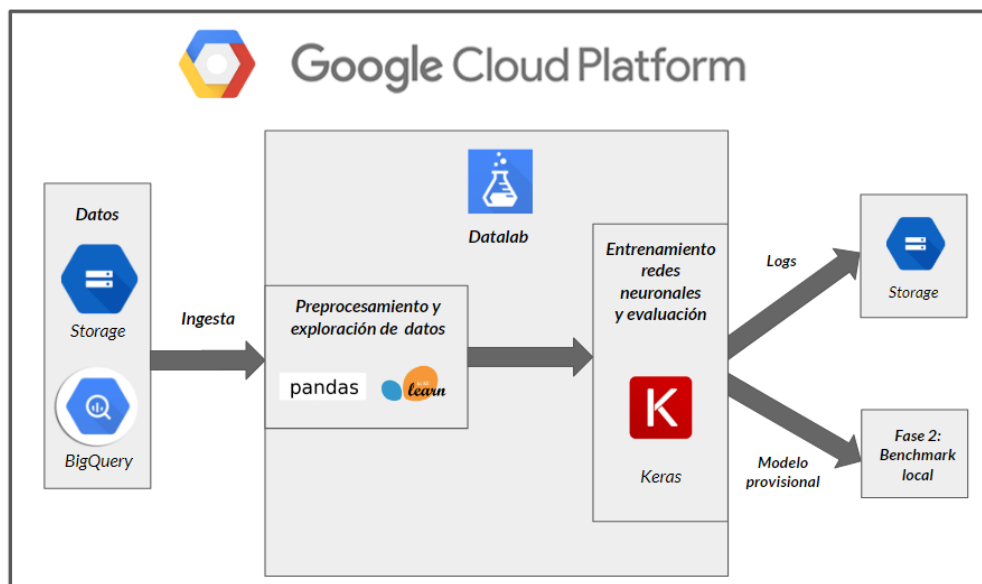 Google Cloud Platform
Datos
Storage
BigQuery
Ingesta
Datalab
Preprocesamiento y
exploración de datos
pandas
learn
Entrenamiento
redes
neuronales
y evaluación
K
Keras
Logs
Storage
Modelo
provisional
Fase 2:
Benchmark
local